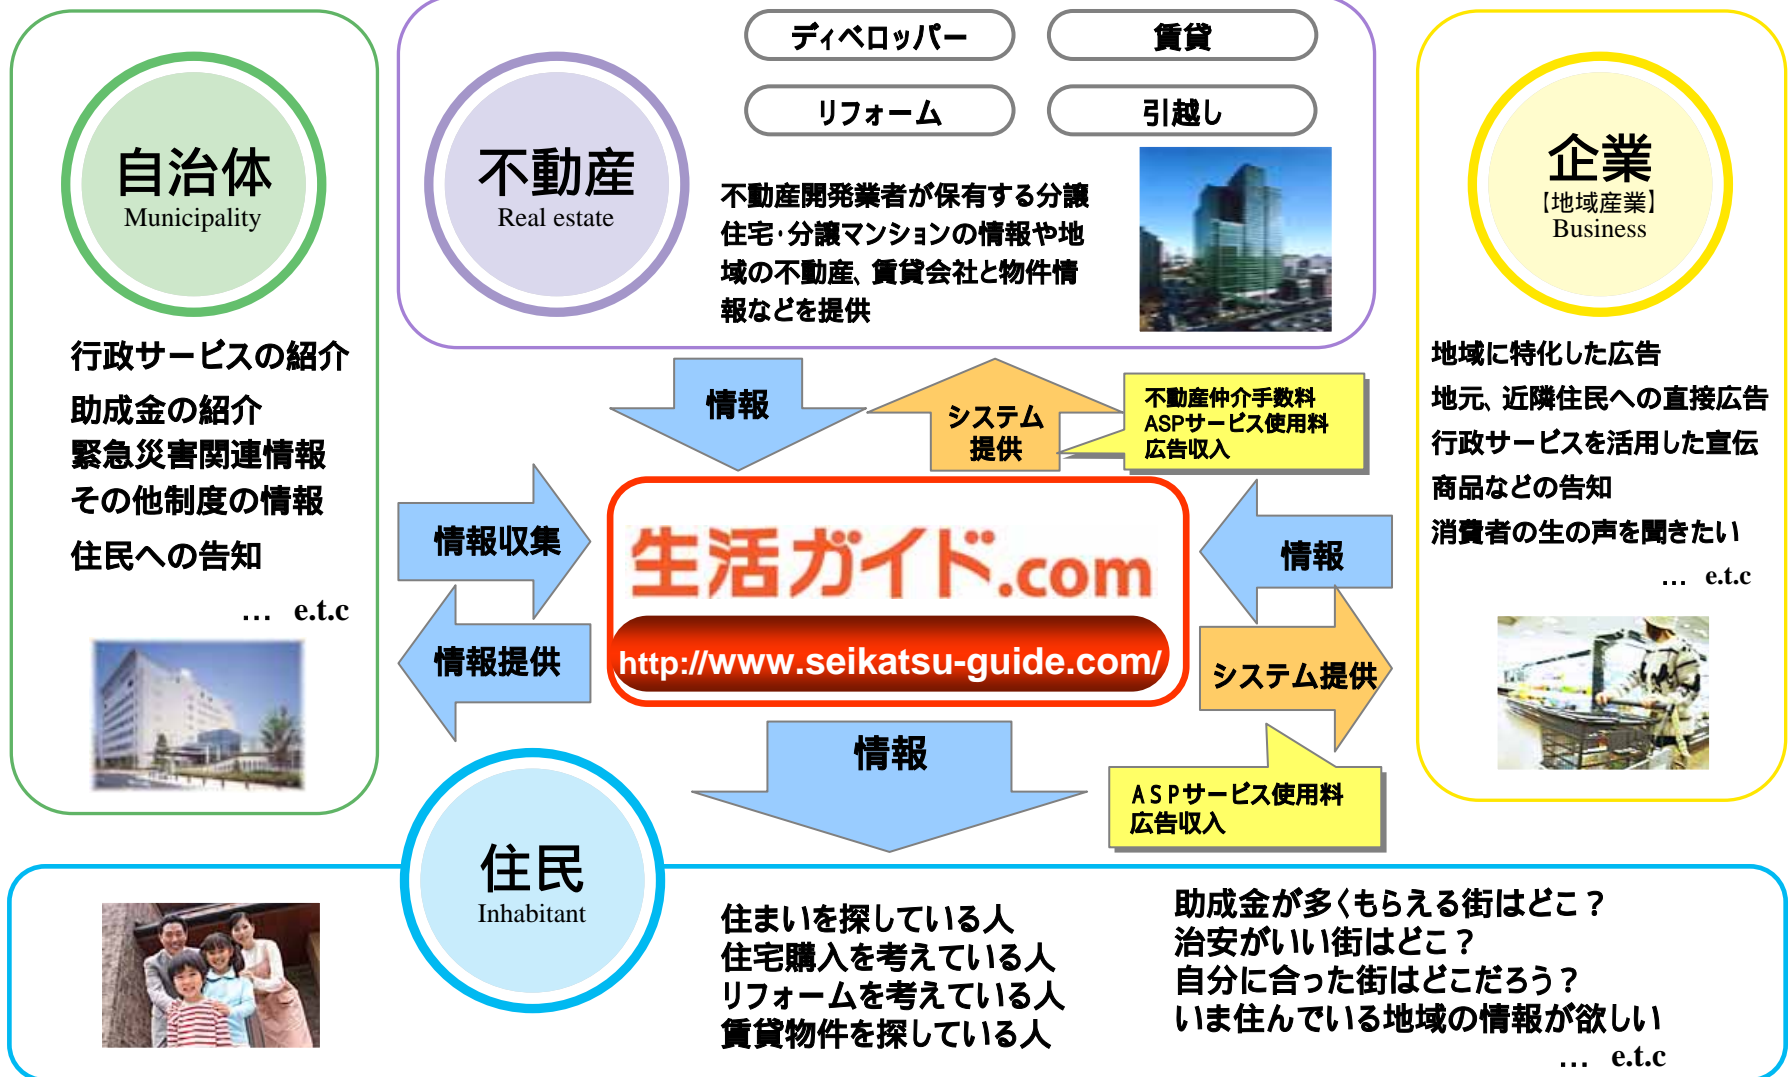 自治体
Municipality
行政サービスの紹介
助成金の紹介
緊急災害関連情報
その他制度の情報
住民への告知
… e.t.c
不動産
Real estate
ディベロッパー
賃貸
リフォーム
引越し
不動産開発業者が保有する分譲
住宅・分譲マンションの情報や地
域の不動産、賃貸会社と物件情
報などを提供
企業
【地域産業】
Business
地域に特化した広告
地元、近隣住民への直接広告
行政サービスを活用した宣伝
商品などの告知
消費者の生の声を聞きたい
… e.t.c
情報
システム
提供
不動産仲介手数料
ASPサービス使用料
広告収入
情報収集
情報提供
生活ガイド.com
http://www.seikatsu-guide.com/
情報
システム提供
情報
ASPサービス使用料
広告収入
住民
Inhabitant
住まいを探している人
住宅購入を考えている人
リフォームを考えている人
賃貸物件を探している人
助成金が多くもらえる街はどこ？
治安がいい街はどこ？
自分に合った街はどこだろう？
いま住んでいる地域の情報が欲しい
… e.t.c